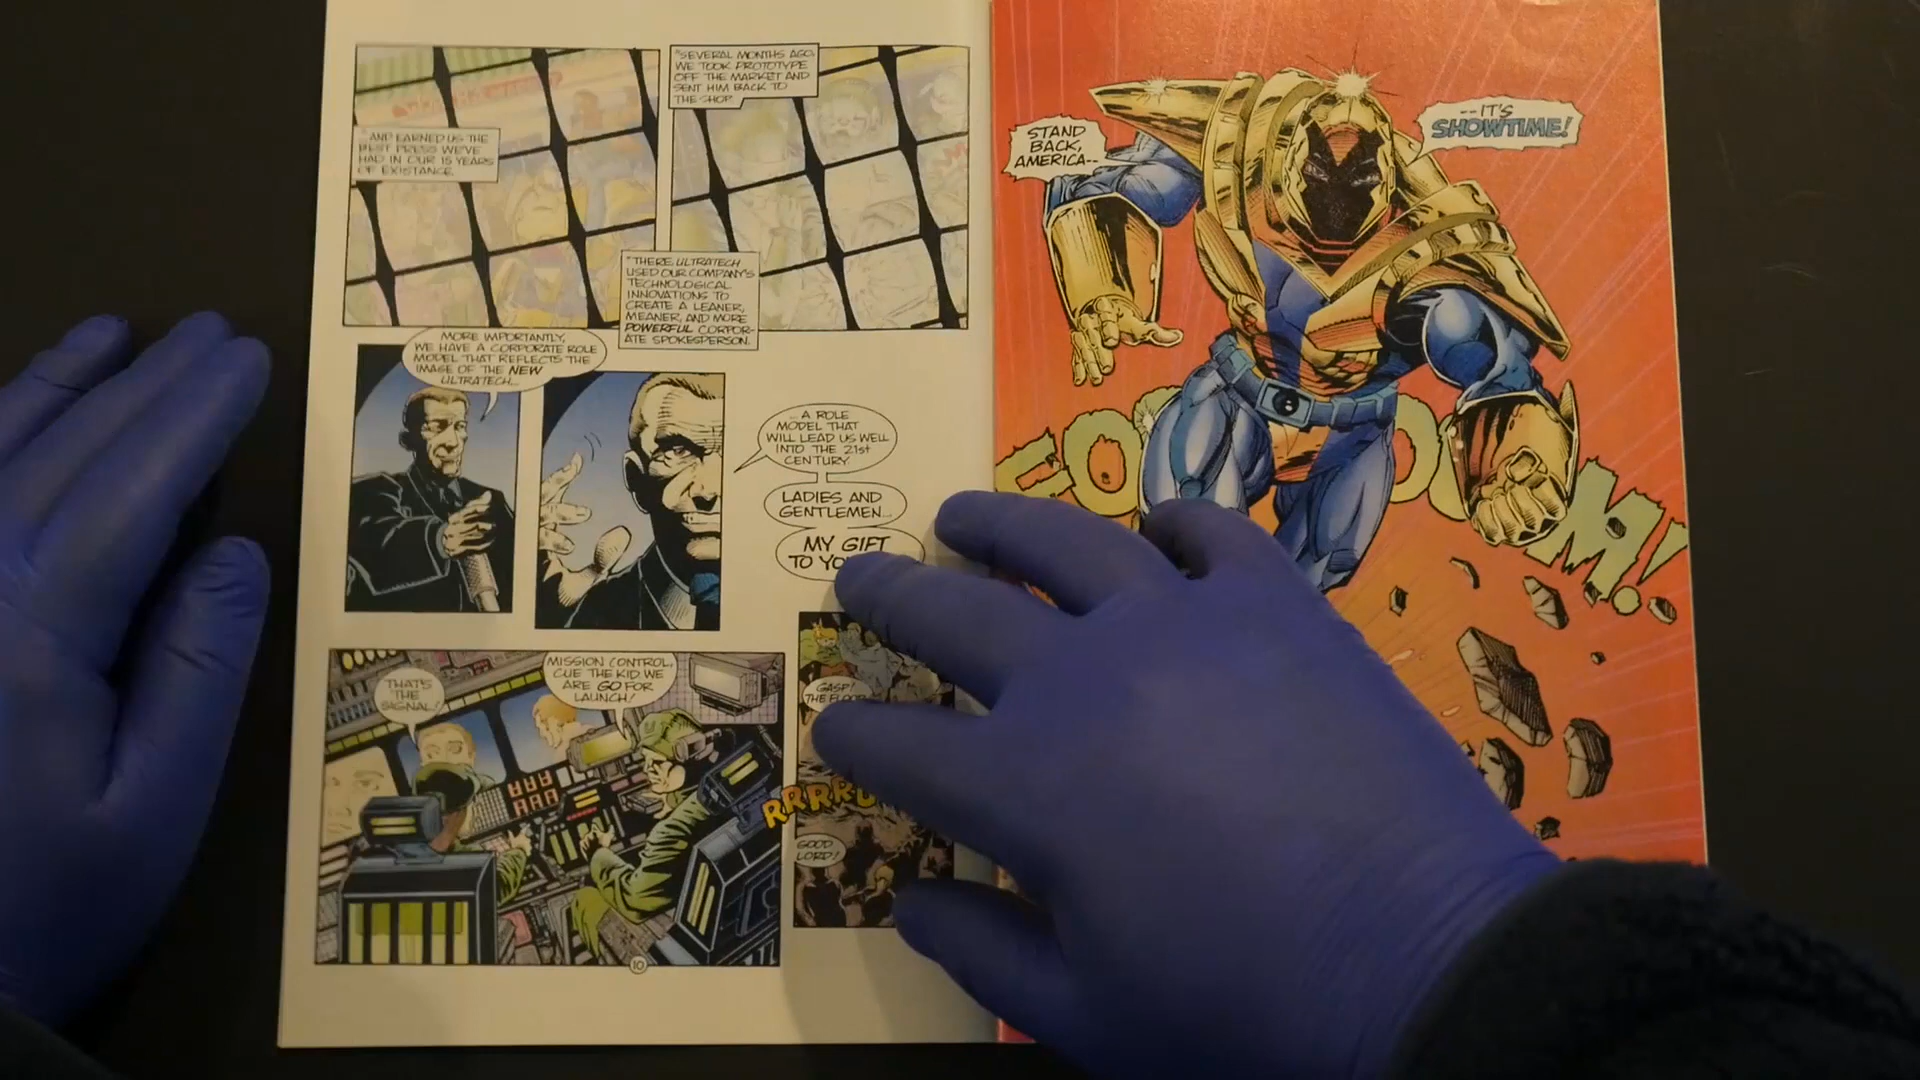 "...AND EARNED US THE
BEST PRESS WE'VE
HAD IN OUR 15 YEARS
OF EXISTANCE.
"SEVERAL MONTHS AGO,
WE TOOK PROTOTYPE
OFF THE MARKET AND
SENT HIM BACK TO
THE SHOP.
"THERE ULTRATECH
USED OUR COMPANY'S
TECHNOLOGICAL
INNOVATIONS TO
CREATE A LEANER,
MEANER, AND MORE
POWERFUL CORPOR-
ATE SPOKESPERSON.
MORE IMPORTANTLY,
WE HAVE A CORPORATE ROLE
MODEL THAT REFLECTS THE
IMAGE OF THE NEW
ULTRATECH...
...A ROLE
MODEL THAT
WILL LEAD US WELL
INTO THE 21st
CENTURY.
LADIES AND
GENTLEMEN...
MY GIFT
TO
THAT'S
THE
SIGNAL!
MISSION CONTROL,
CUE THE KID. WE
ARE GO FOR
LAUNCH!
GASP!
THE FLOOR
RRRR
GOOD
LORD!
10
STAND
BACK,
AMERICA--
--IT'S
SHOWTIME!